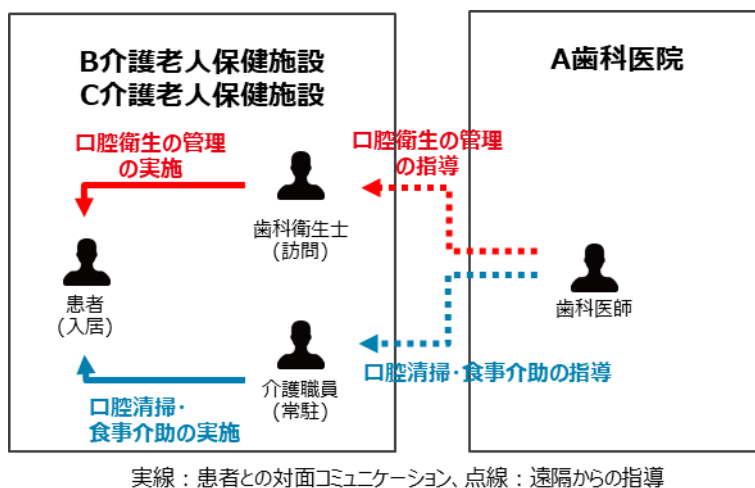 B介護老人保健施設
C介護老人保健施設
A歯科医院
口腔衛生の管理
の実施
口腔衛生の管理
の指導
歯科衛生士
(訪問)
患者
(入居)
歯科医師
介護職員
(常駐)
口腔清掃・食事介助の指導
口腔清掃・
食事介助の実施
実線：患者との対面コミュニケーション、点線：遠隔からの指導